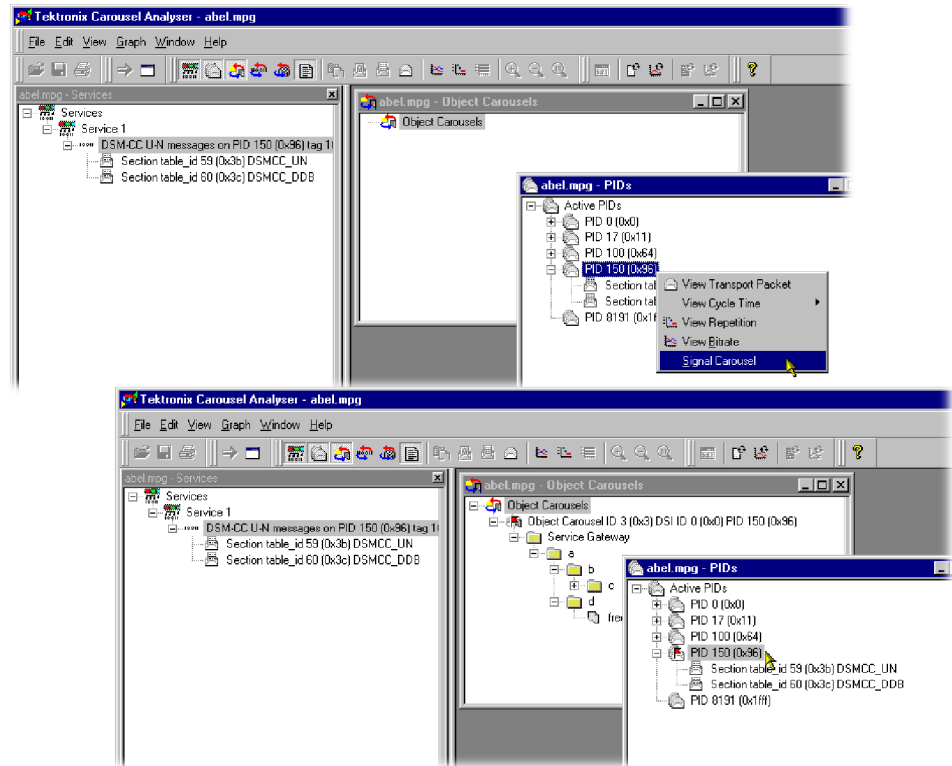 Tektronix Carousel Analyser - abel.mpg
File Edit View Graph Window Help
abel.mpg - Services
Services
Service 1
DSM-CC U-N messages on PID 150 (0x96) tag
Section table_id 59 (0x3b) DSMCC_UN
Section table_id 60 (0x3c) DSMCC_DDB
abel.mpg - Object Carousels
Object Carousels
abel.mpg - PIDs
Active PIDs
PID 0 (0x0)
PID 17 (0x11)
PID 100 (0x64)
PID 150 (0x96)
Section
Section
PID 8191
View Transport Packet
View Cycle Time
View Repetition
View Bitrate
Signal Carousel
Tektronix Carousel Analyser - abel.mpg
File Edit View Graph Window Help
abel.mpg - Services
Services
Service 1
DSM-CC U-N messages on PID 150 (0x96) tag
Section table_id 59 (0x3b) DSMCC_UN
Section table_id 60 (0x3c) DSMCC_DDB
abel.mpg - Object Carousels
Object Carousels
Object Carousel ID 3 (0x3) DSI ID 0 (0x0) PID 150 (0x96)
Service Gateway
a
b
c
d
abel.mpg - PIDs
Active PIDs
PID 0 (0x0)
PID 17 (0x11)
PID 100 (0x64)
PID 150 (0x96)
Section table_id 59 (0x3b) DSMCC_UN
Section table_id 60 (0x3c) DSMCC_DDB
PID 8191 (0x1fff)